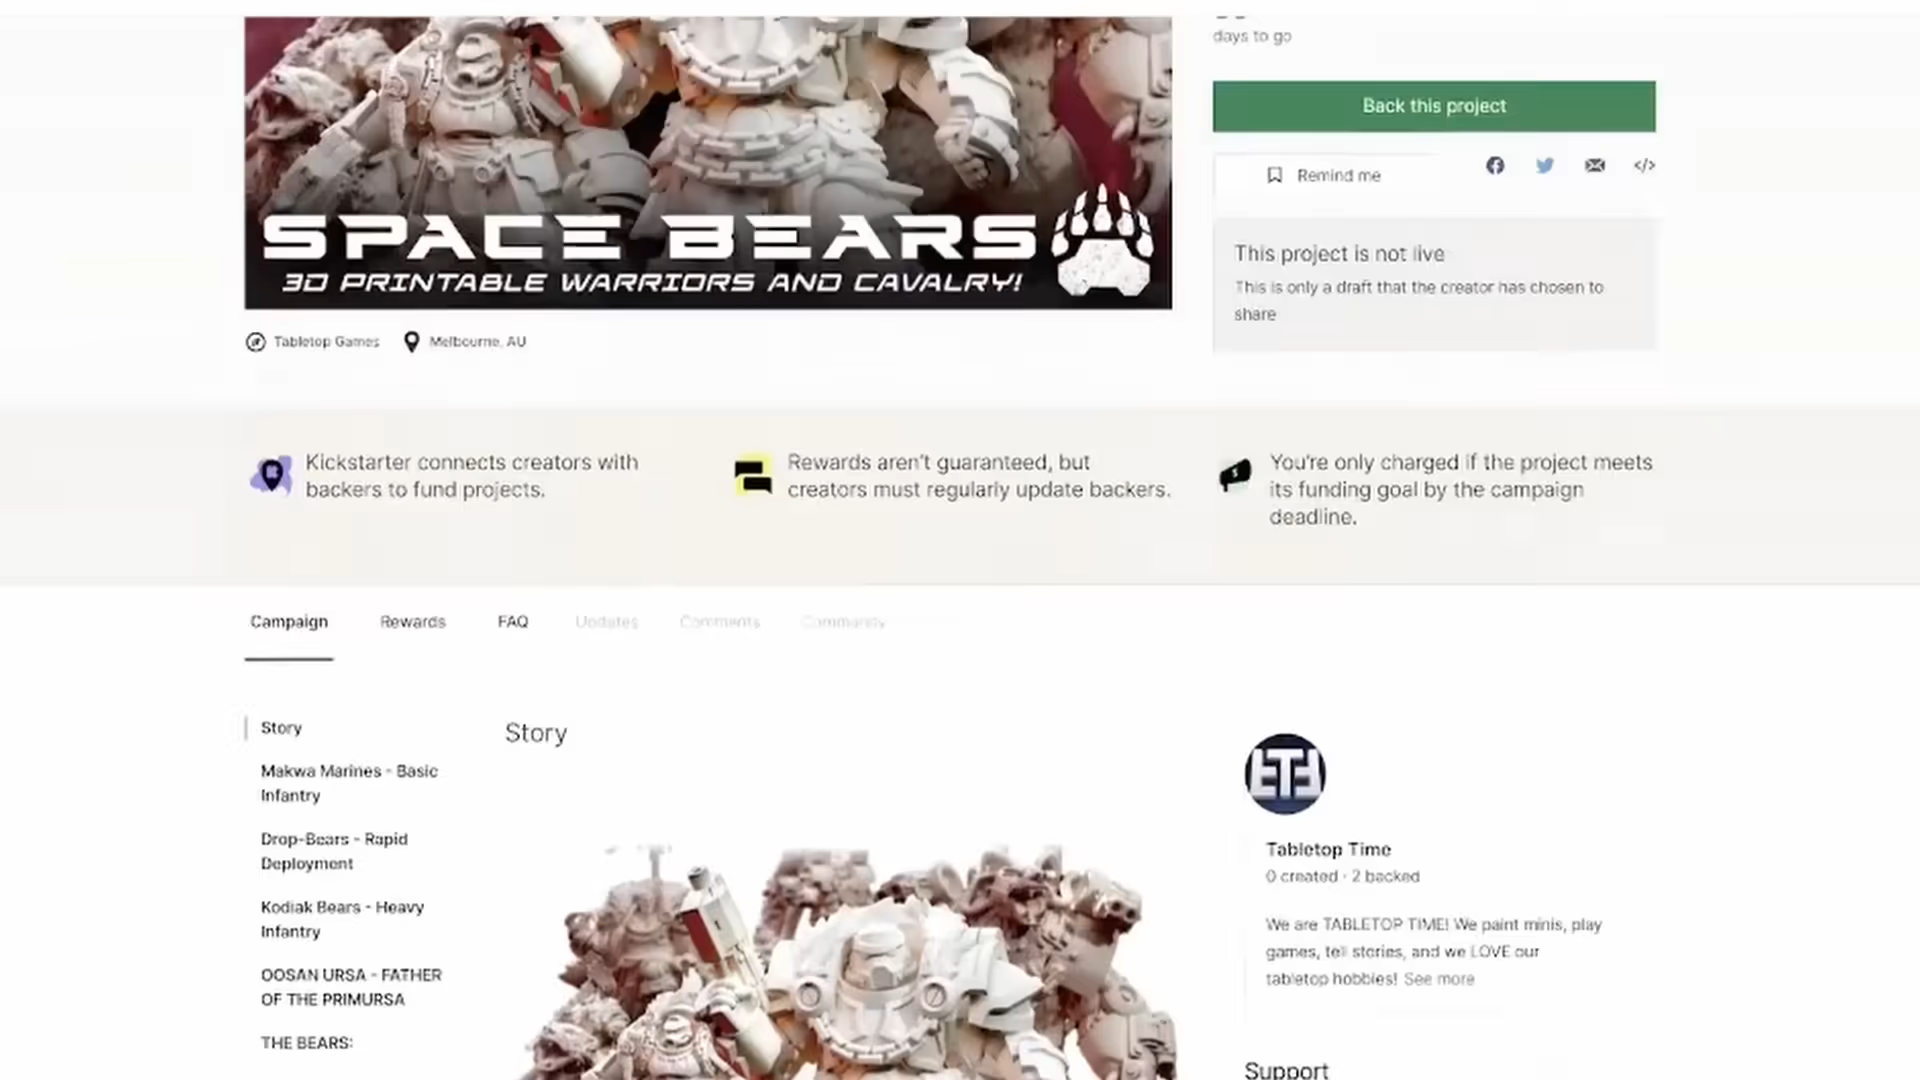 days to go
Back this project
Remind me
This project is not live
This is only a draft that the creator has chosen to
share
SPACE BEARS
3D PRINTABLE WARRIORS AND CAVALRY!
Tabletop Games
Melbourne, AU
Kickstarter connects creators with
backers to fund projects.
Rewards aren't guaranteed, but
creators must regularly update backers.
You're only charged if the project meets
its funding goal by the campaign
deadline.
Campaign
Rewards
FAQ
Updates
Comments
Community
Story
Makwa Marines - Basic
Infantry
Drop-Bears - Rapid
Deployment
Kodiak Bears - Heavy
Infantry
OOSAN URSA - FATHER
OF THE PRIMURSA
THE BEARS:
Story
TTT
Tabletop Time
0 created · 2 backed
We are TABLETOP TIME! We paint minis, play
games, tell stories, and we LOVE our
tabletop hobbies! See more
Support